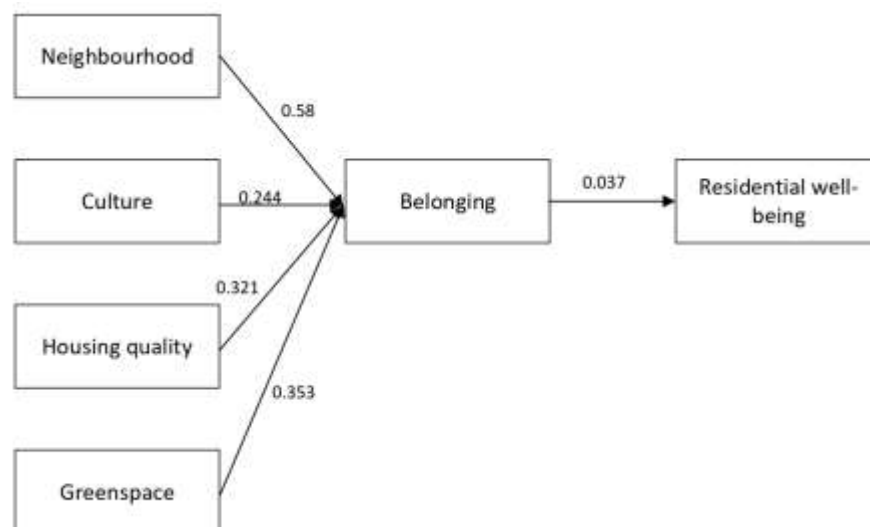 Neighbourhood
0.58
Culture
0.244
Belonging
0.037
Residential well-
being
0.321
Housing quality
0.353
Greenspace